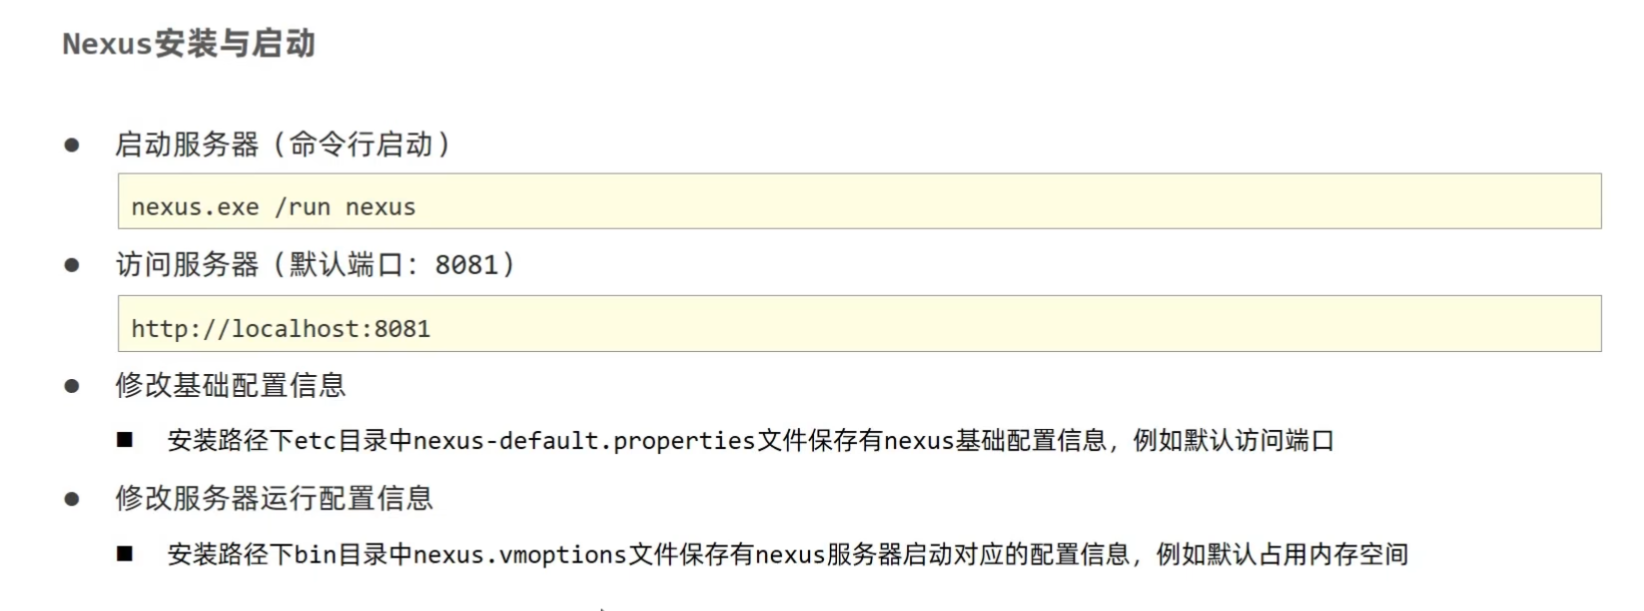 Nexus安装与启动
启动服务器（命令行启动）
nexus.exe /run nexus
访问服务器（默认端口：8081）
http://localhost:8081
修改基础配置信息
安装路径下etc目录中nexus-default.properties文件保存有nexus基础配置信息，例如默认访问端口
修改服务器运行配置信息
安装路径下bin目录中nexus.vmoptions文件保存有nexus服务器启动对应的配置信息，例如默认占用内存空间